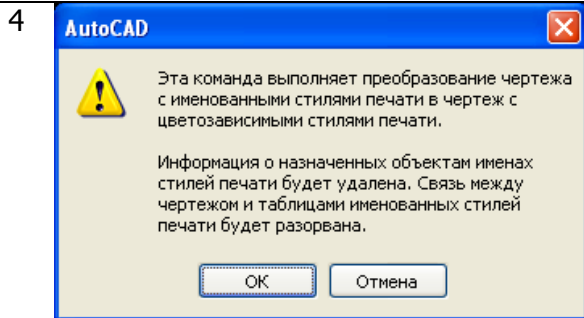 4
AutoCAD
Эта команда выполняет преобразование чертежа
с именованными стилями печати в чертеж с
цветозависимыми стилями печати.
Информация о назначенных объектам именах
стилей печати будет удалена. Связь между
чертежом и таблицами именованных стилей
печати будет разорвана.
ОК
Отмена